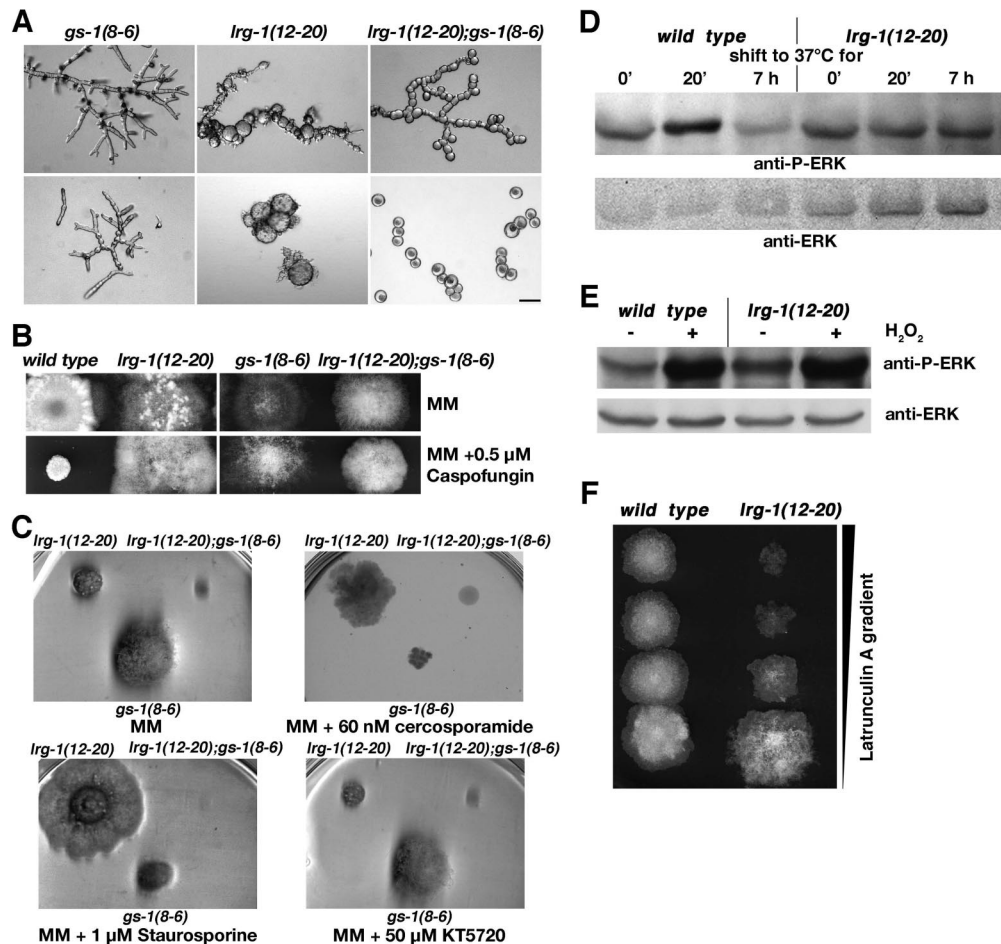 A
gs-1(8-6) lrg-1(12-20) lrg-1(12-20);gs-1(8-6)
B
wild type lrg-1(12-20) gs-1(8-6) lrg-1(12-20);gs-1(8-6)
MM
MM +0.5 µM
Caspofungin
C
lrg-1(12-20) lrg-1(12-20);gs-1(8-6)
gs-1(8-6)
MM
lrg-1(12-20) lrg-1(12-20);gs-1(8-6)
gs-1(8-6)
MM + 60 nM cercosporamide
lrg-1(12-20) lrg-1(12-20);gs-1(8-6)
gs-1(8-6)
MM + 1 µM Staurosporine
lrg-1(12-20) lrg-1(12-20);gs-1(8-6)
gs-1(8-6)
MM + 50 µM KT5720
D
wild type lrg-1(12-20)
shift to 37°C for
0' 20' 7 h 0' 20' 7 h
anti-P-ERK
anti-ERK
E
wild type lrg-1(12-20)
- + - + H₂O₂
anti-P-ERK
anti-ERK
F
wild type lrg-1(12-20)
Latrunculin A gradient